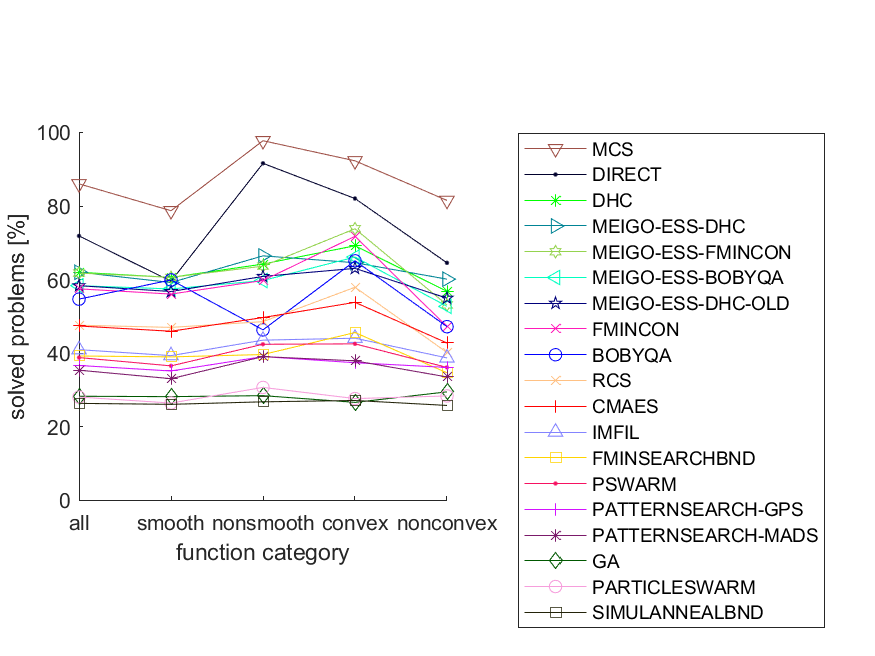 solved problems [%]
100
80
60
40
20
0
all smooth nonsmooth convex nonconvex
function category
MCS
DIRECT
DHC
MEIGO-ESS-DHC
MEIGO-ESS-FMINCON
MEIGO-ESS-BOBYQA
MEIGO-ESS-DHC-OLD
FMINCON
BOBYQA
RCS
CMAES
IMFIL
FMINSEARCHBND
PSWARM
PATTERNSEARCH-GPS
PATTERNSEARCH-MADS
GA
PARTICLESWARM
SIMULANNEALBND